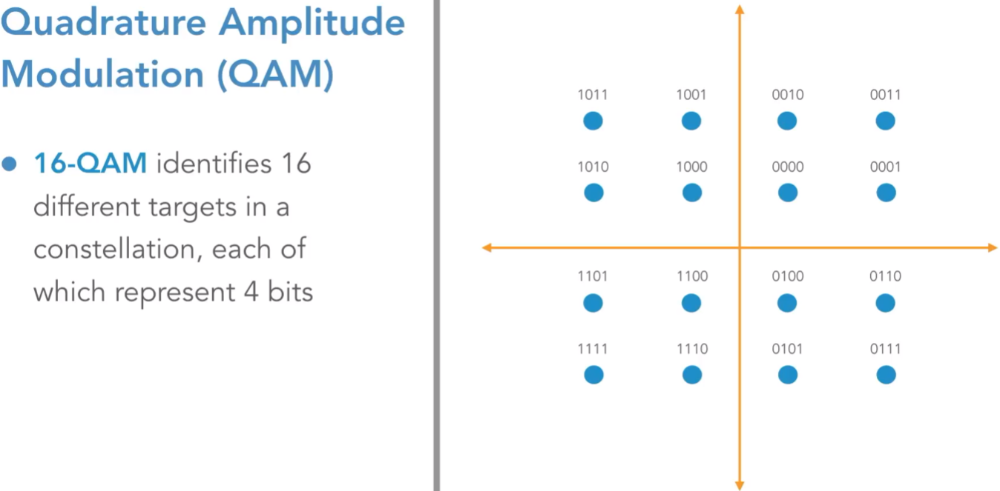 Quadrature Amplitude
Modulation (QAM)
16-QAM identifies 16
different targets in a
constellation, each of
which represent 4 bits
1011 1001 0010 0011
1010 1000 0000 0001
1101 1100 0100 0110
1111 1110 0101 0111